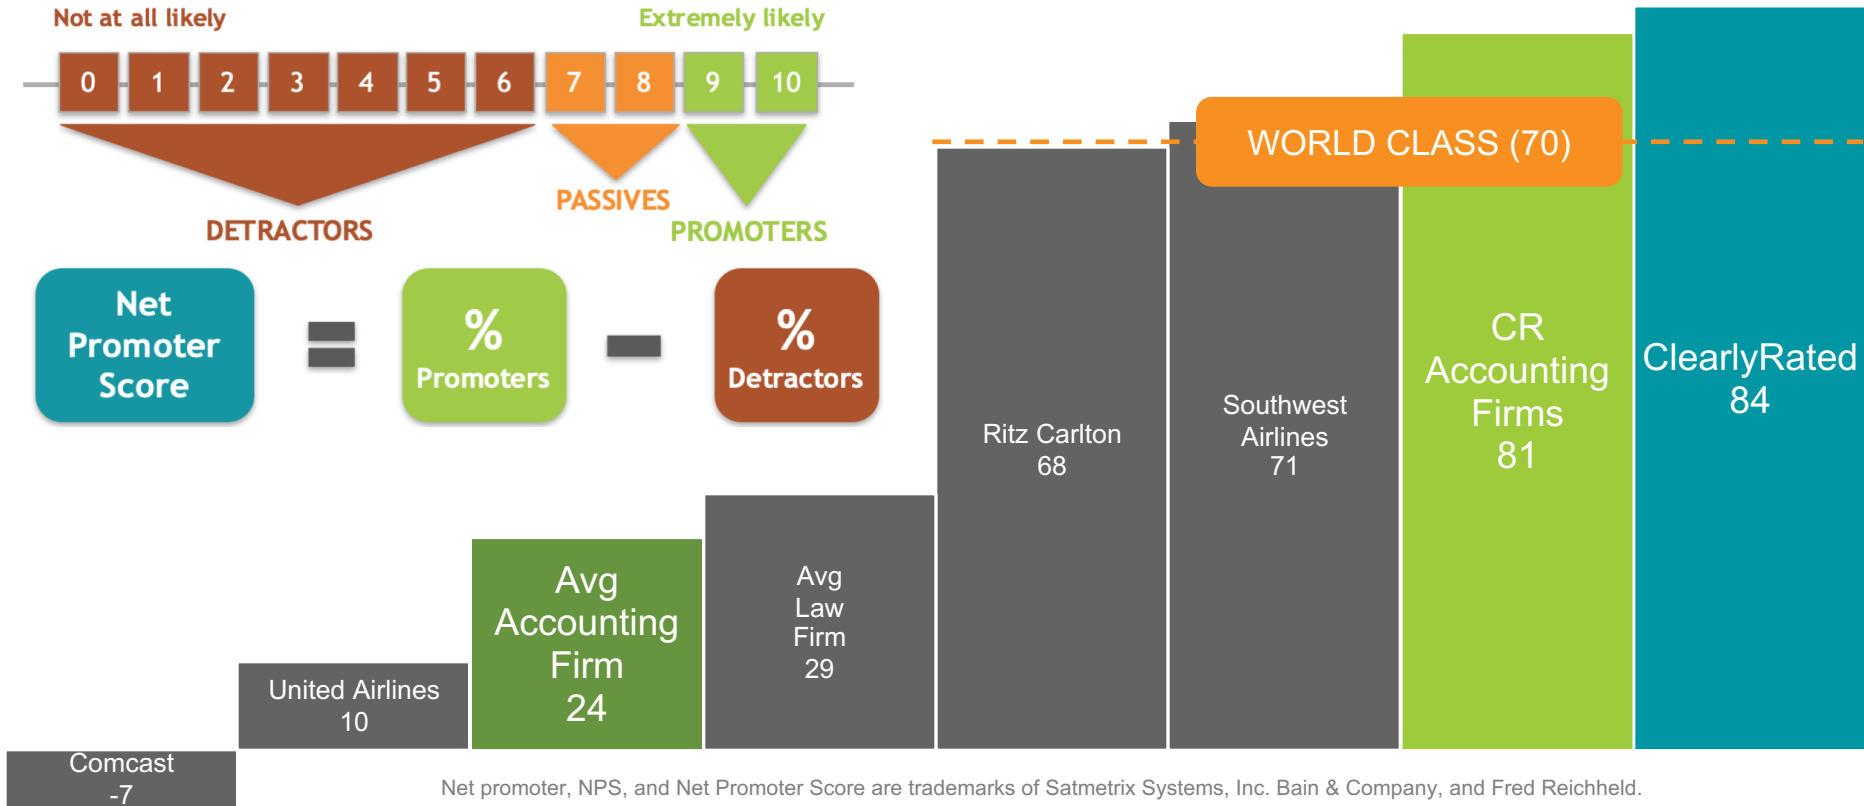 Not at all likely
Extremely likely
0 1 2 3 4 5 6 7 8 9 10
DETRACTORS
PASSIVES
PROMOTERS
Net
Promoter
Score
=
%
Promoters
-
%
Detractors
WORLD CLASS (70)
Comcast
-7
United Airlines
10
Avg
Accounting
Firm
24
Avg
Law
Firm
29
Ritz Carlton
68
Southwest
Airlines
71
CR
Accounting
Firms
81
ClearlyRated
84
Net promoter, NPS, and Net Promoter Score are trademarks of Satmetrix Systems, Inc. Bain & Company, and Fred Reichheld.